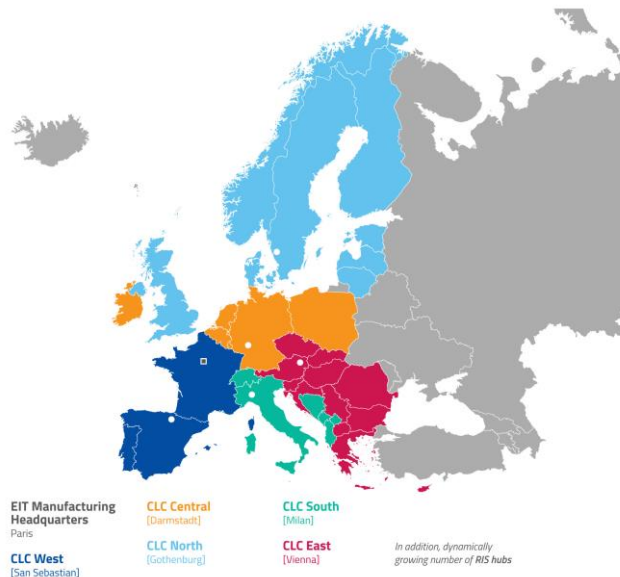 EIT Manufacturing
Headquarters
Paris
CLC West
[San Sebastian]
CLC Central
[Darmstadt]
CLC North
[Gothenburg]
CLC South
[Milan]
CLC East
[Vienna]
In addition, dynamically
growing number of RIS hubs